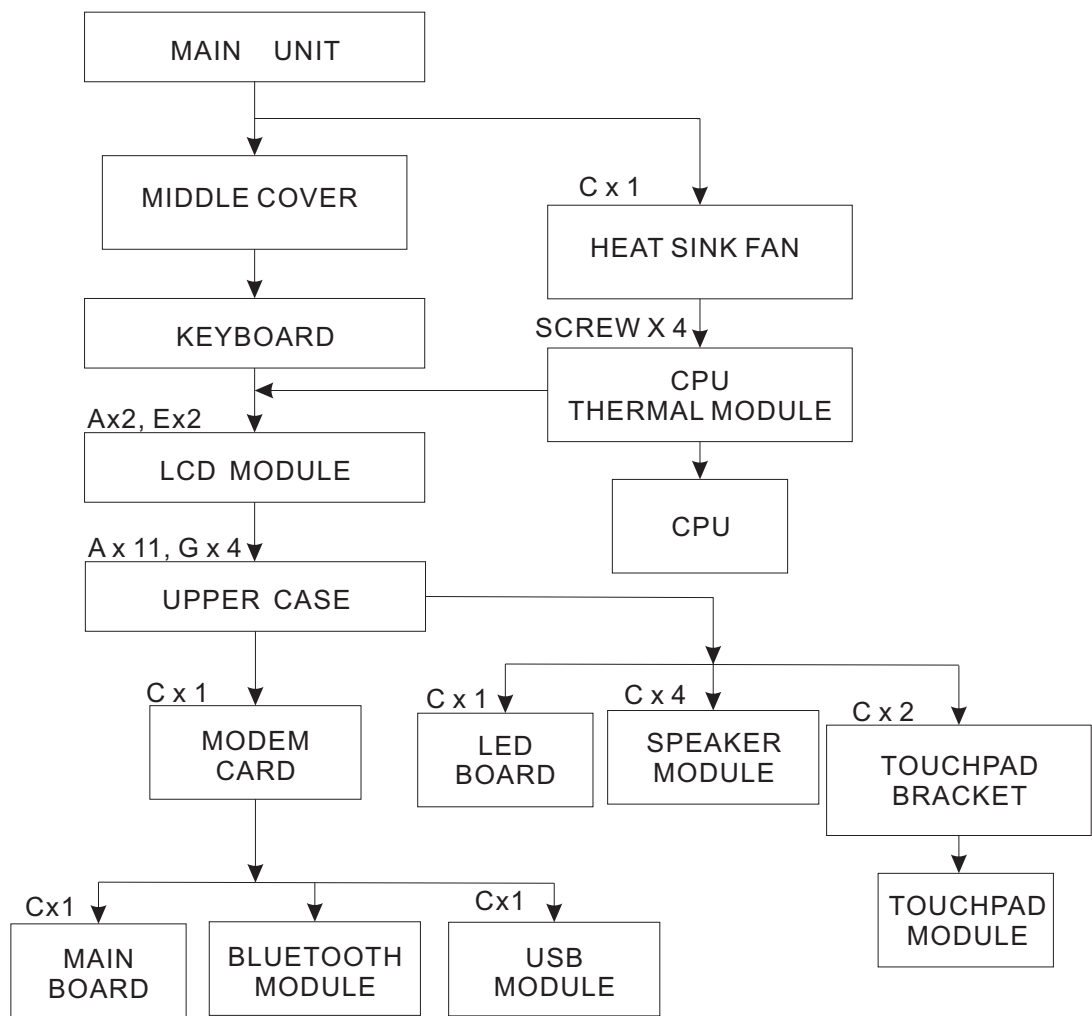 MAIN UNIT
MIDDLE COVER
C x 1
HEAT SINK FAN
KEYBOARD
SCREW X 4
CPU
THERMAL MODULE
Ax2, Ex2
LCD MODULE
CPU
A x 11, G x 4
UPPER CASE
C x 1
MODEM
CARD
C x 1
LED
BOARD
C x 4
SPEAKER
MODULE
C x 2
TOUCHPAD
BRACKET
Cx1
MAIN
BOARD
BLUETOOTH
MODULE
Cx1
USB
MODULE
TOUCHPAD
MODULE